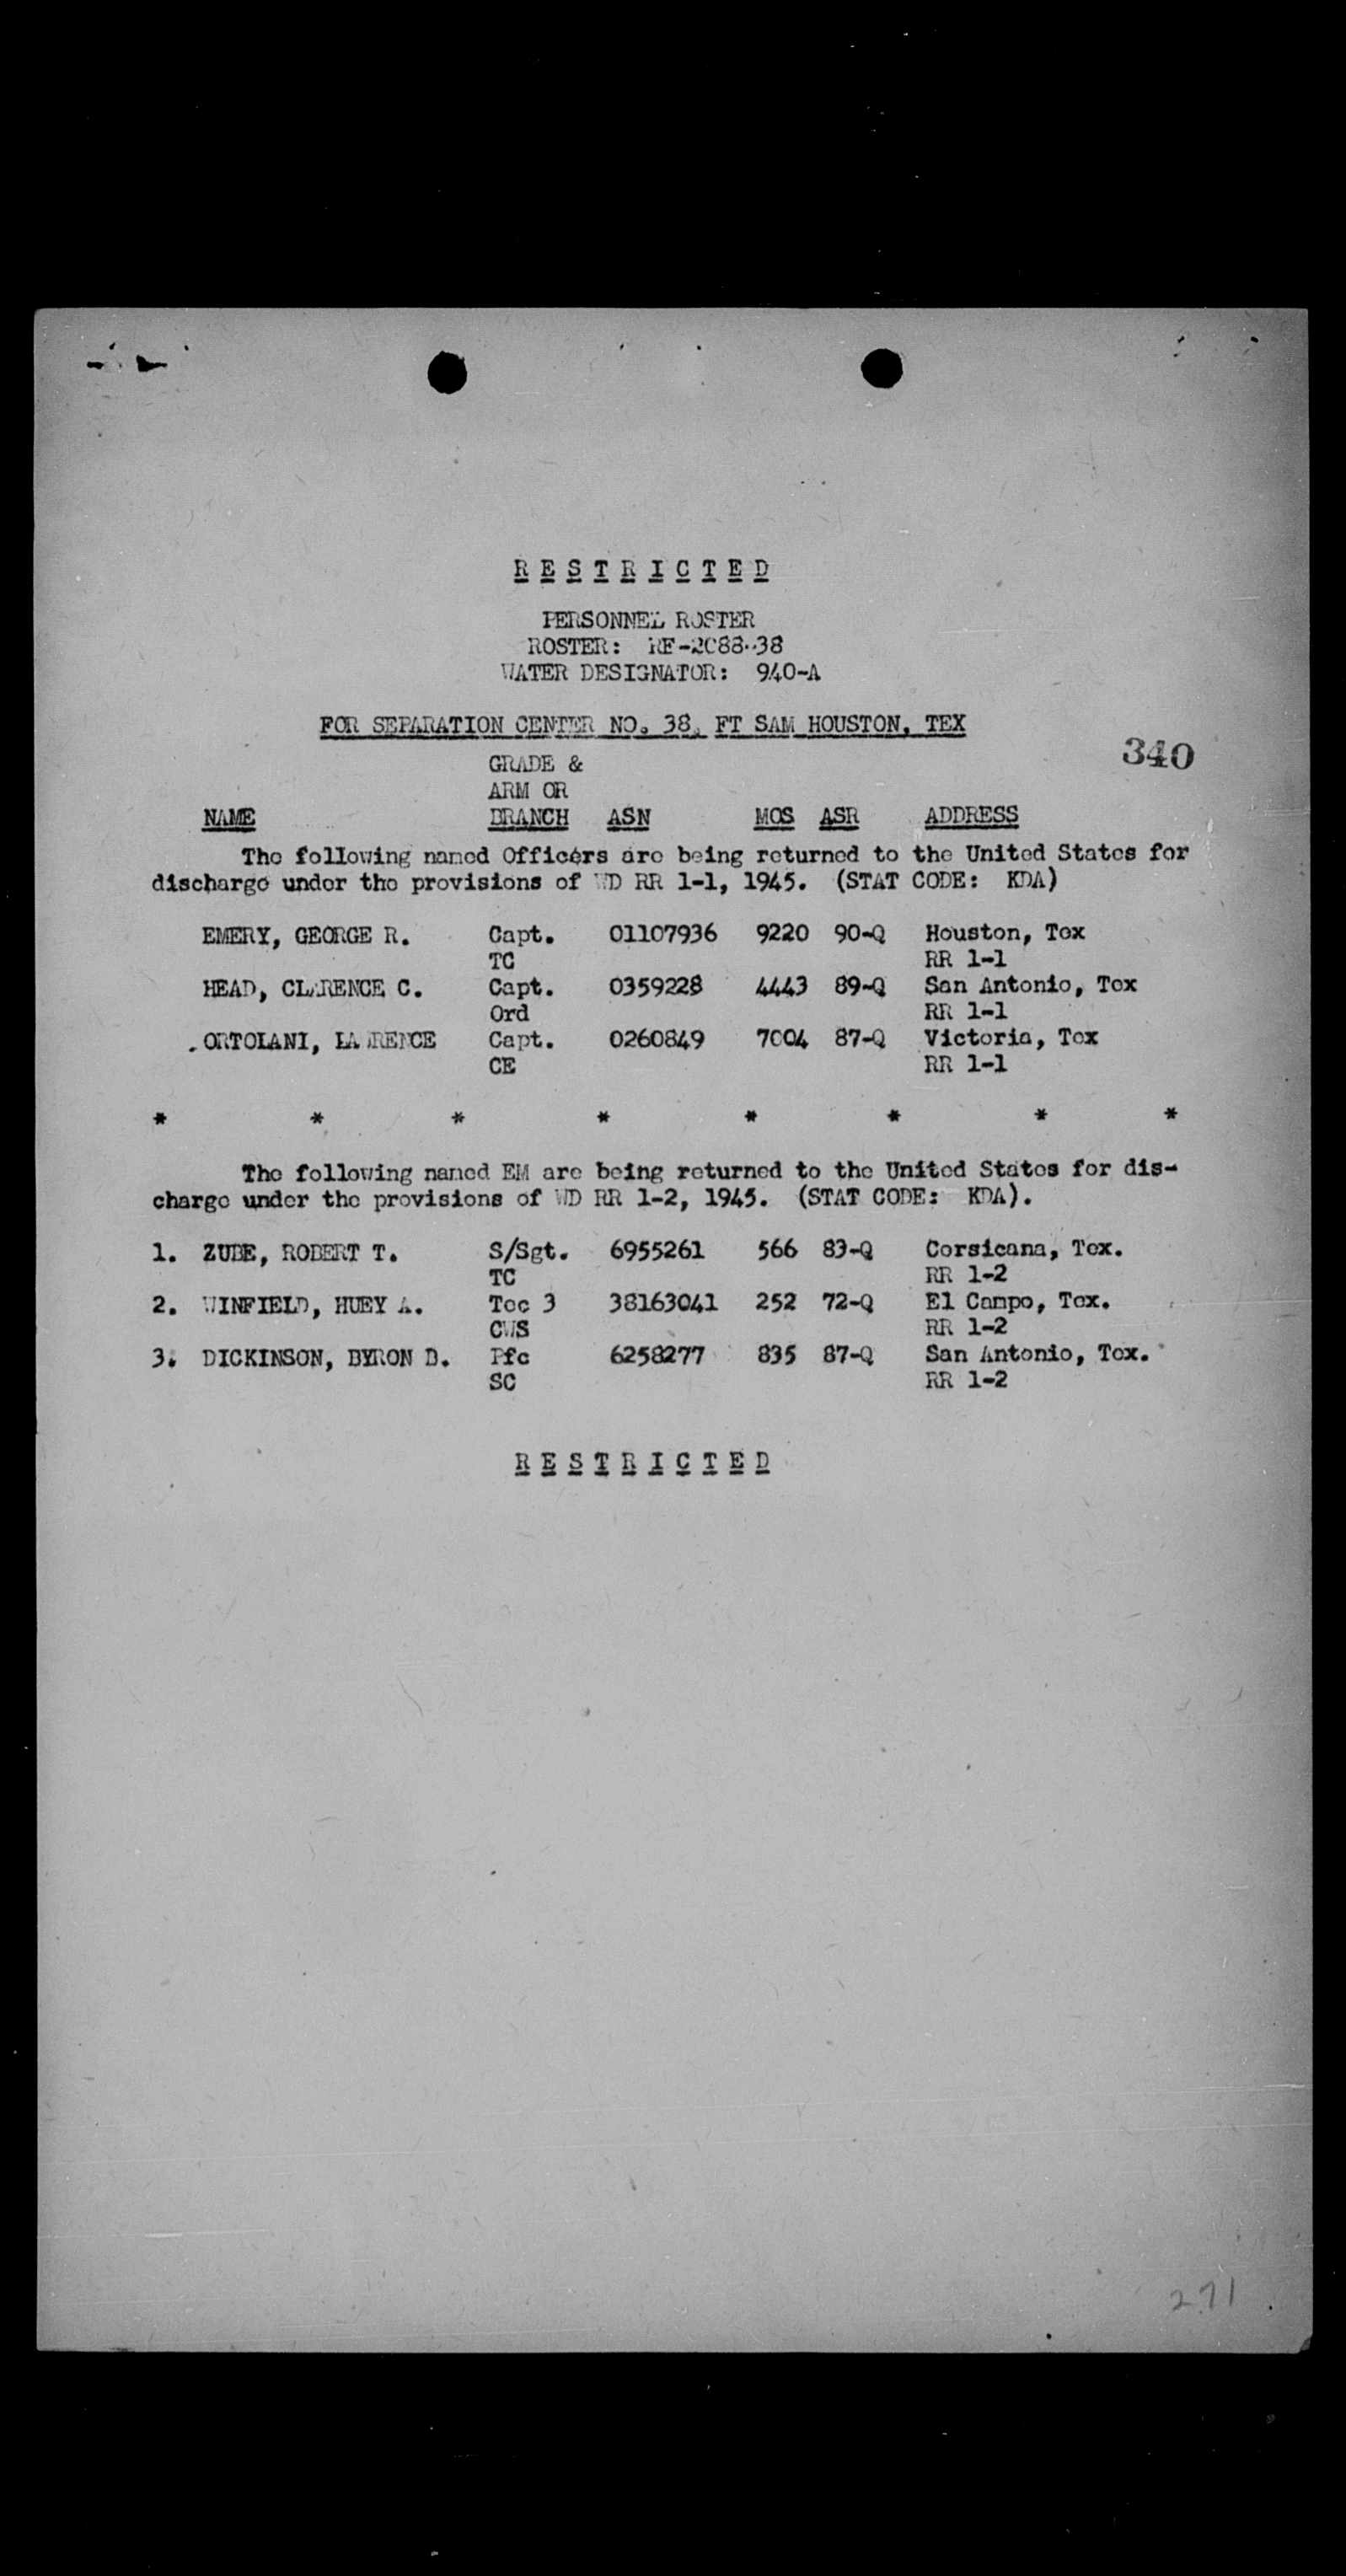 RESTRICTED
PERSONNEL ROSTER
ROSTER: RE-2088-38
WATER DESIGNATOR: 940-A
FOR SEPARATION CENTER NO. 38, FT SAM HOUSTON, TEX
340
GRADE &
ARM OR
NAME BRANCH ASN MOS ASR ADDRESS
The following named Officers are being returned to the United States for
discharge under the provisions of WD RR 1-1, 1945. (STAT CODE: KDA)
EMERY, GEORGE R. Capt. 01107936 9220 90-Q Houston, Tex
TC RR 1-1
HEAD, CLARENCE C. Capt. 0359228 4443 89-Q San Antonio, Tex
Ord RR 1-1
ORTOLANI, LAWRENCE Capt. 0260849 7004 87-Q Victoria, Tex
CE RR 1-1
* * * * * * * *
The following named EM are being returned to the United States for dis-
charge under the provisions of WD RR 1-2, 1945. (STAT CODE: KDA).
1. ZUBE, ROBERT T. S/Sgt. 6955261 566 83-Q Corsicana, Tex.
TC RR 1-2
2. WINFIELD, HUEY A. Tec 3 38163041 252 72-Q El Campo, Tex.
CWS RR 1-2
3. DICKINSON, BYRON D. Pfc 6258277 835 87-Q San Antonio, Tex.
SC RR 1-2
RESTRICTED
271